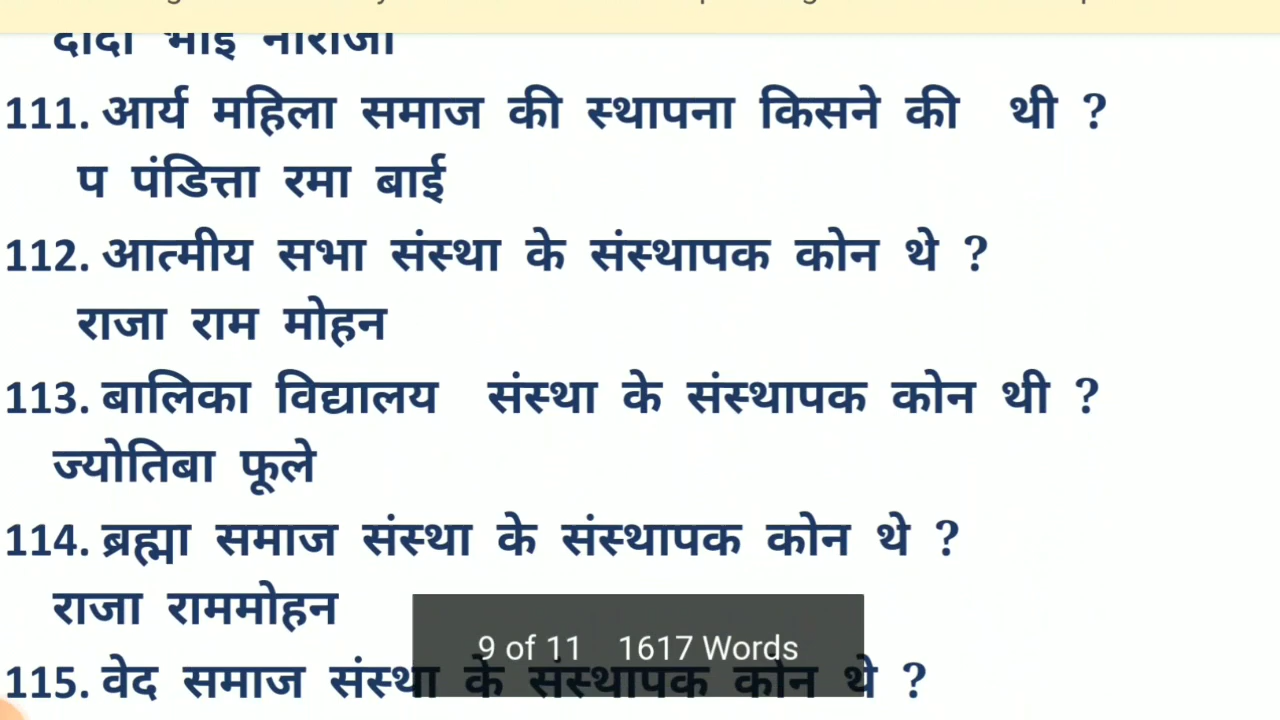 दादा भाई नौरोजी
111. आर्य महिला समाज की स्थापना किसने की थी ?
प पंडित्ता रमा बाई
112. आत्मीय सभा संस्था के संस्थापक कोन थे ?
राजा राम मोहन
113. बालिका विद्यालय संस्था के संस्थापक कोन थी ?
ज्योतिबा फूले
114. ब्रह्मा समाज संस्था के संस्थापक कोन थे ?
राजा राममोहन
9 of 11 1617 Words
115. वेद समाज संस्था के संस्थापक कोन थे ?